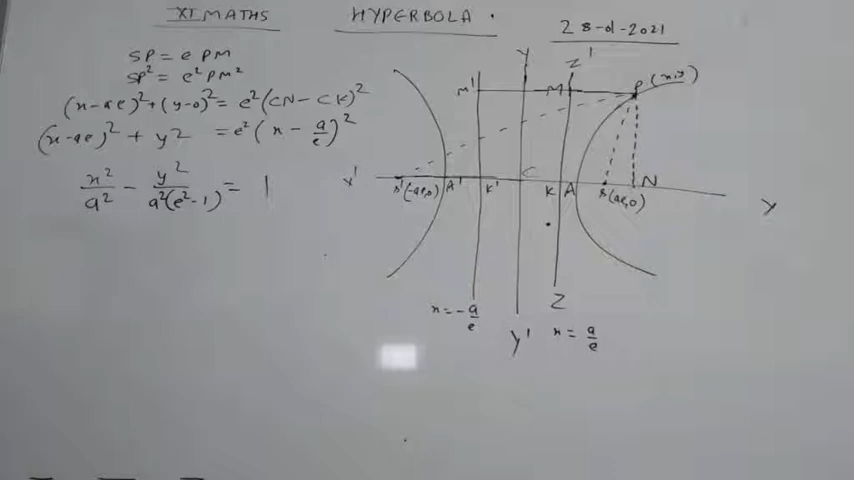 XI MATHS HYPERBOLA .
28-01-2021
SP = e PM
SP² = e² PM²
(x-ae)²+(y-0)² = e²(CN-CK)²
(x-ae)² + y² = e²(x - a/e)²
x²/a² - y²/a²(e²-1) = 1
Y Z'
M' M P(x,y)
X' S'(-ae,0) A' K' C K A S(ae,0) N
Y
x = -a/e Z
Y' x = a/e